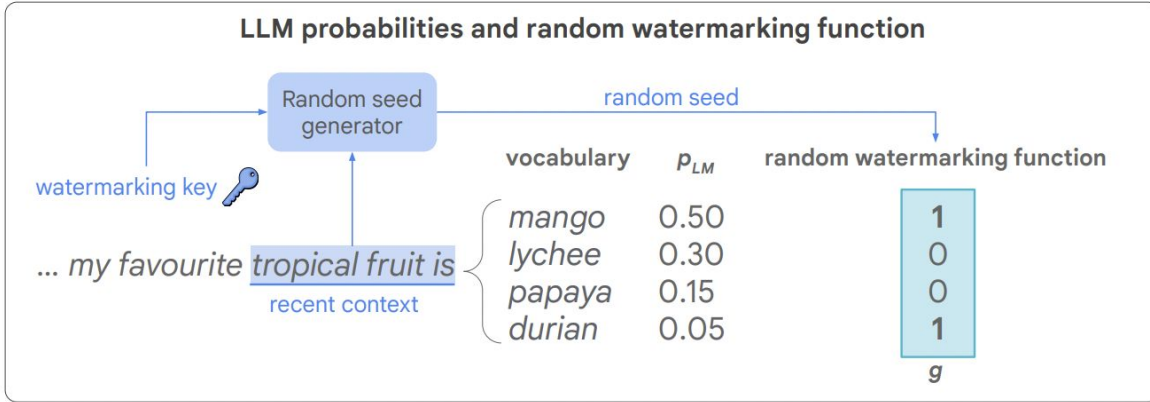 LLM probabilities and random watermarking function
Random seed
generator
random seed
vocabulary p_LM random watermarking function
watermarking key
mango 0.50 1
... my favourite tropical fruit is
lychee 0.30 0
recent context
papaya 0.15 0
durian 0.05 1
g